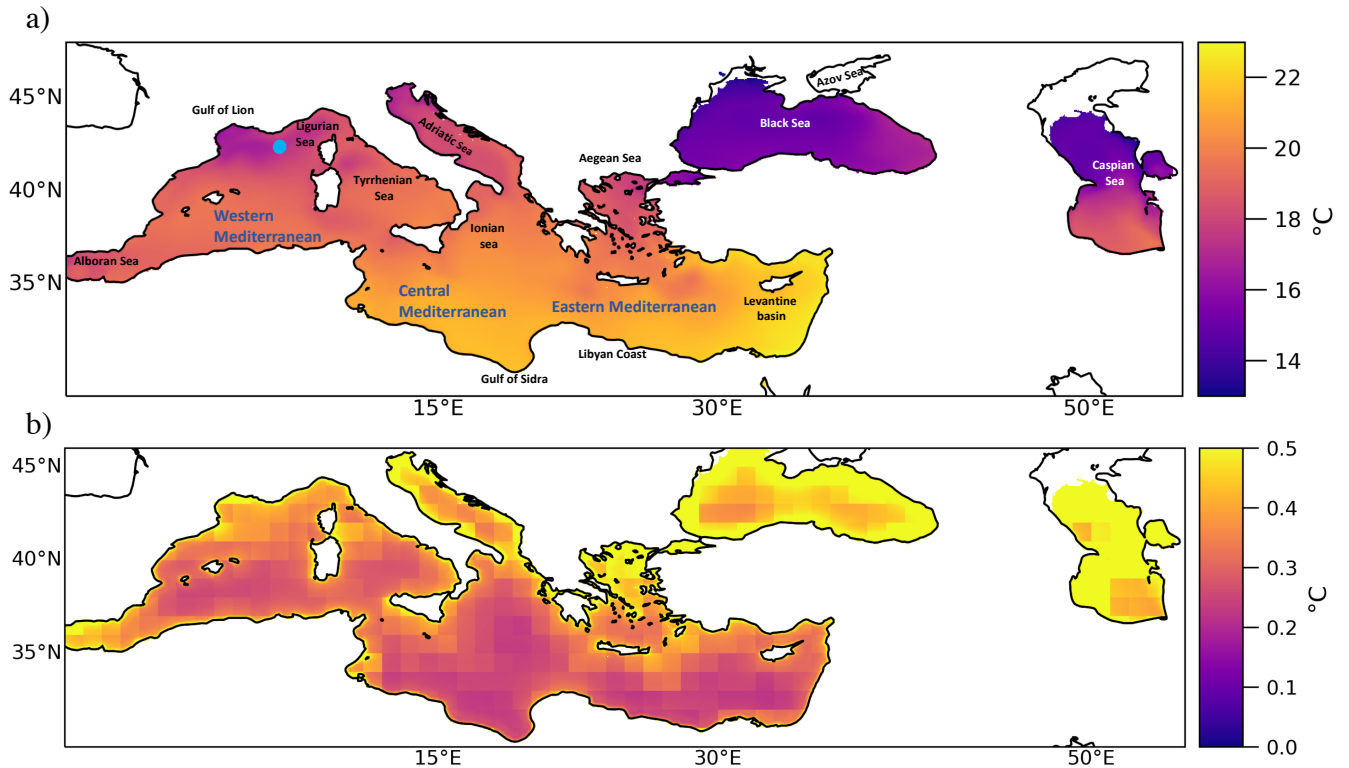 a)
45°N
40°N
35°N
Gulf of Lion
Ligurian
Sea
Adriatic Sea
Azov Sea
Black Sea
Aegean Sea
Caspian
Sea
Tyrrhenian
Sea
Western
Mediterranean
Ionian
sea
Alboran Sea
Central
Mediterranean
Eastern Mediterranean
Levantine
basin
Libyan Coast
Gulf of Sidra
15°E
30°E
50°E
22
20
18
16
14
°C
b)
45°N
40°N
35°N
15°E
30°E
50°E
0.5
0.4
0.3
0.2
0.1
0.0
°C